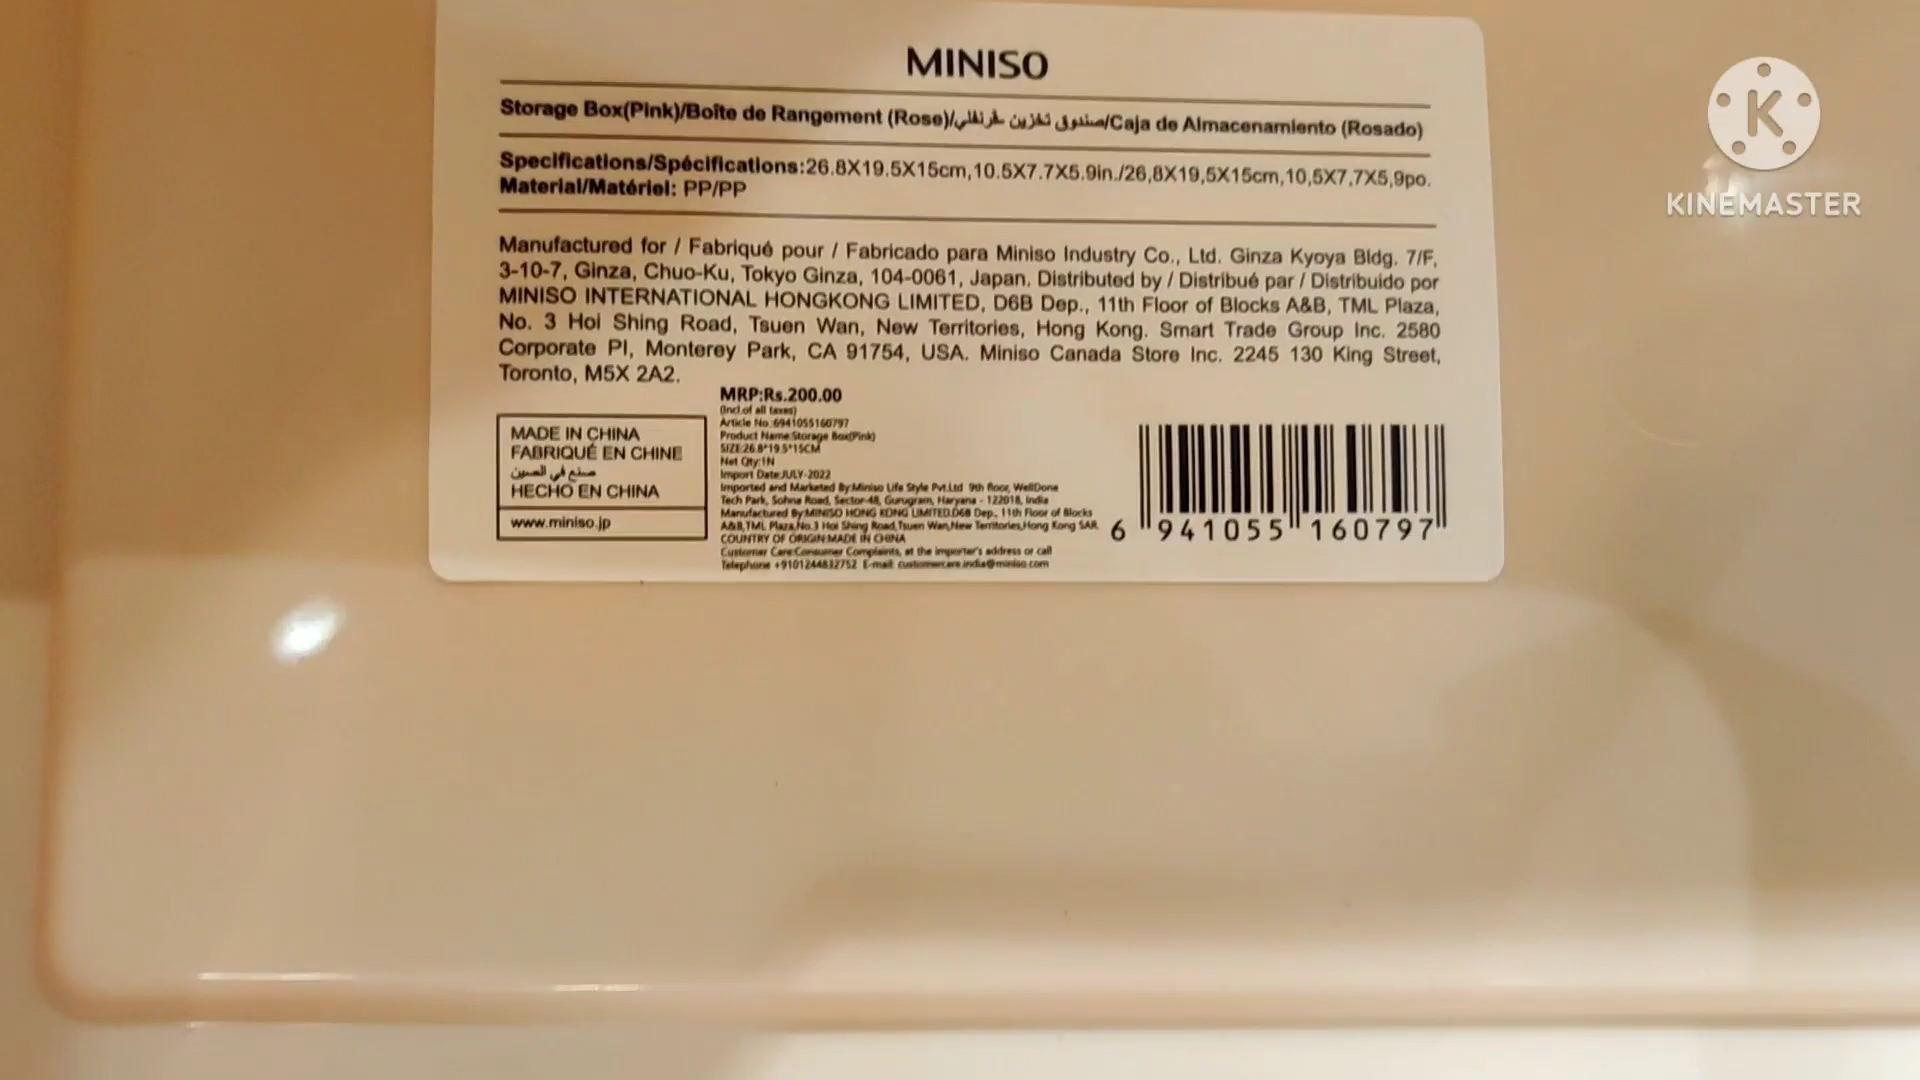 MINISO
Storage Box(Pink)/Boîte de Rangement (Rose)/صندوق تخزين قرنفلي/Caja de Almacenamiento (Rosado)
Specifications/Spécifications:26.8X19.5X15cm,10.5X7.7X5.9in./26,8X19,5X15cm,10,5X7,7X5,9po.
Material/Matériel: PP/PP
Manufactured for / Fabriqué pour / Fabricado para Miniso Industry Co., Ltd. Ginza Kyoya Bldg. 7/F,
3-10-7, Ginza, Chuo-Ku, Tokyo Ginza, 104-0061, Japan. Distributed by / Distribué par / Distribuido por
MINISO INTERNATIONAL HONGKONG LIMITED, D6B Dep., 11th Floor of Blocks A&B, TML Plaza,
No. 3 Hoi Shing Road, Tsuen Wan, New Territories, Hong Kong. Smart Trade Group Inc. 2580
Corporate Pl, Monterey Park, CA 91754, USA. Miniso Canada Store Inc. 2245 130 King Street,
Toronto, M5X 2A2.
MADE IN CHINA
FABRIQUÉ EN CHINE
صنع في الصين
HECHO EN CHINA
www.miniso.jp
MRP:Rs.200.00
(Incl.of all taxes)
Article No.:6941055160797
Product Name:Storage Box(Pink)
SIZE:26.8*19.5*15CM
Net Qty:1N
Import Date:JULY-2022
Imported and Marketed By:Miniso Life Style Pvt.Ltd 9th floor, WellDone
Tech Park, Sohna Road, Sector-48, Gurugram, Haryana - 122018, India
Manufactured By:MINISO HONG KONG LIMITED.D6B Dep., 11th Floor of Blocks
A&B,TML Plaza,No.3 Hoi Shing Road,Tsuen Wan,New Territories,Hong Kong SAR.
COUNTRY OF ORIGIN:MADE IN CHINA
Customer Care:Consumer Complaints, at the importer's address or call
Telephone +9101244832752 E-mail: customercare.india@miniso.com
6 941055 160797
K
KINEMASTER